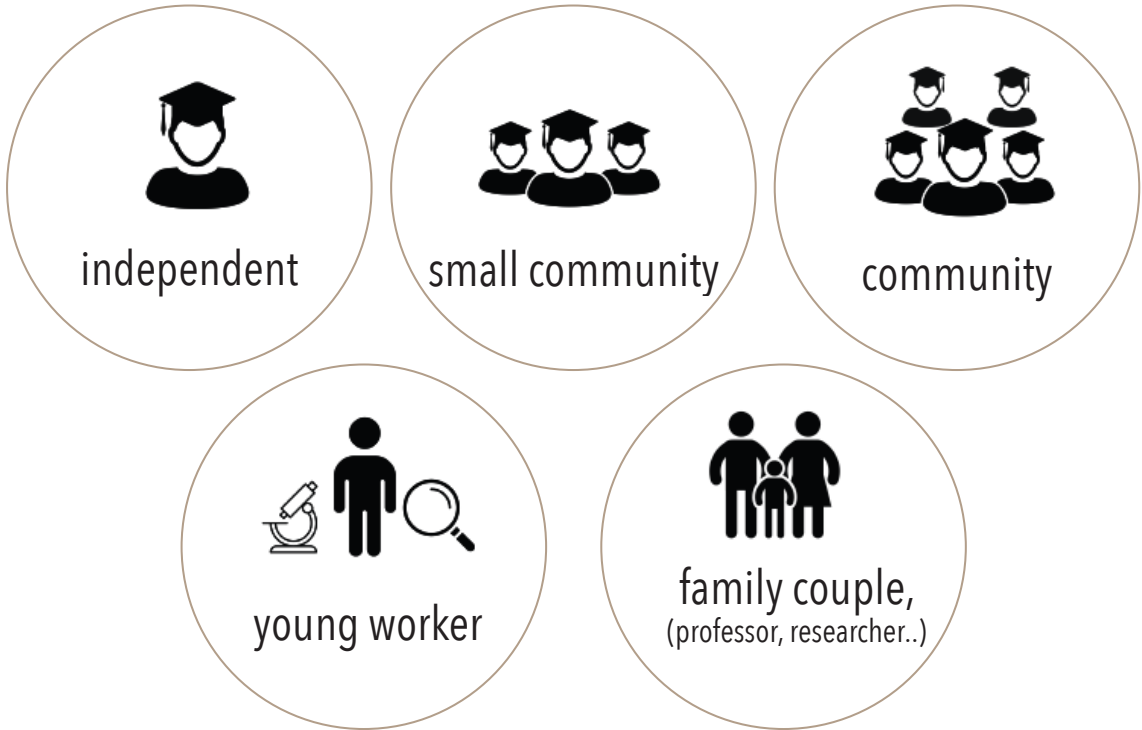 independent
small community
community
young worker
family couple,
(professor, researcher..)